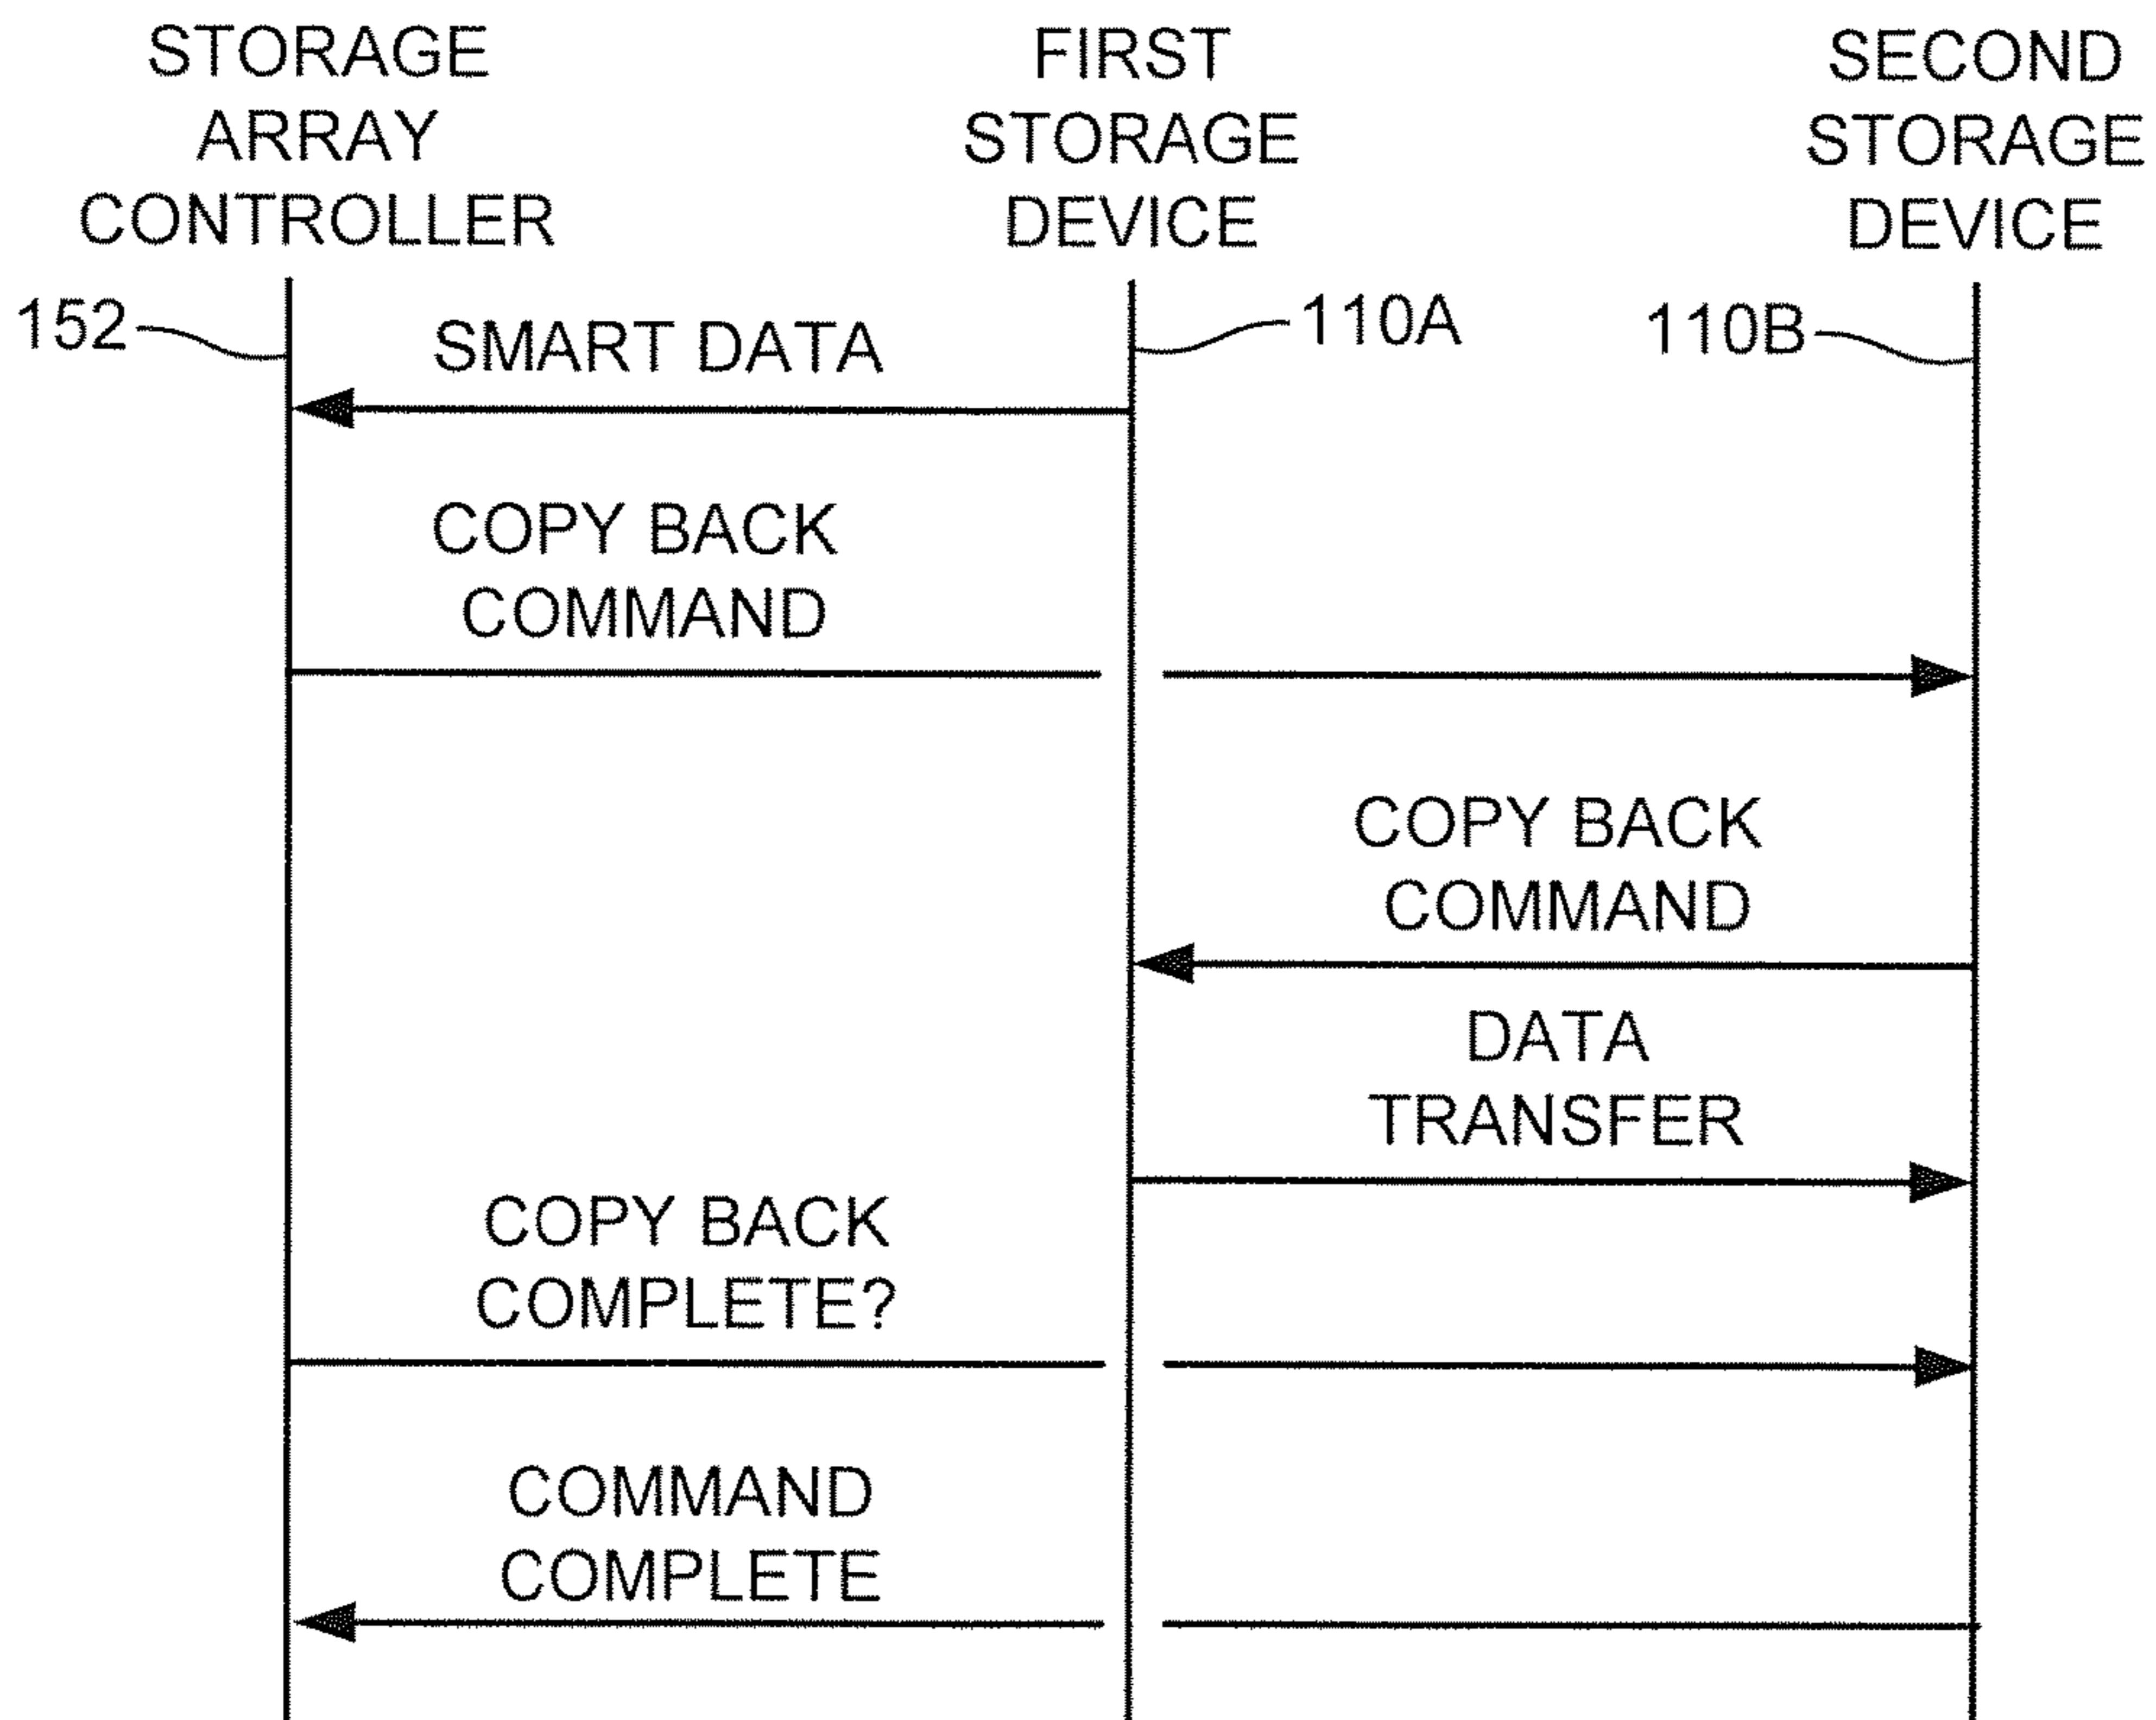 STORAGE
ARRAY
CONTROLLER
FIRST
STORAGE
DEVICE
SECOND
STORAGE
DEVICE
152
SMART DATA
110A
110B
COPY BACK
COMMAND
COPY BACK
COMMAND
DATA
TRANSFER
COPY BACK
COMPLETE?
COMMAND
COMPLETE